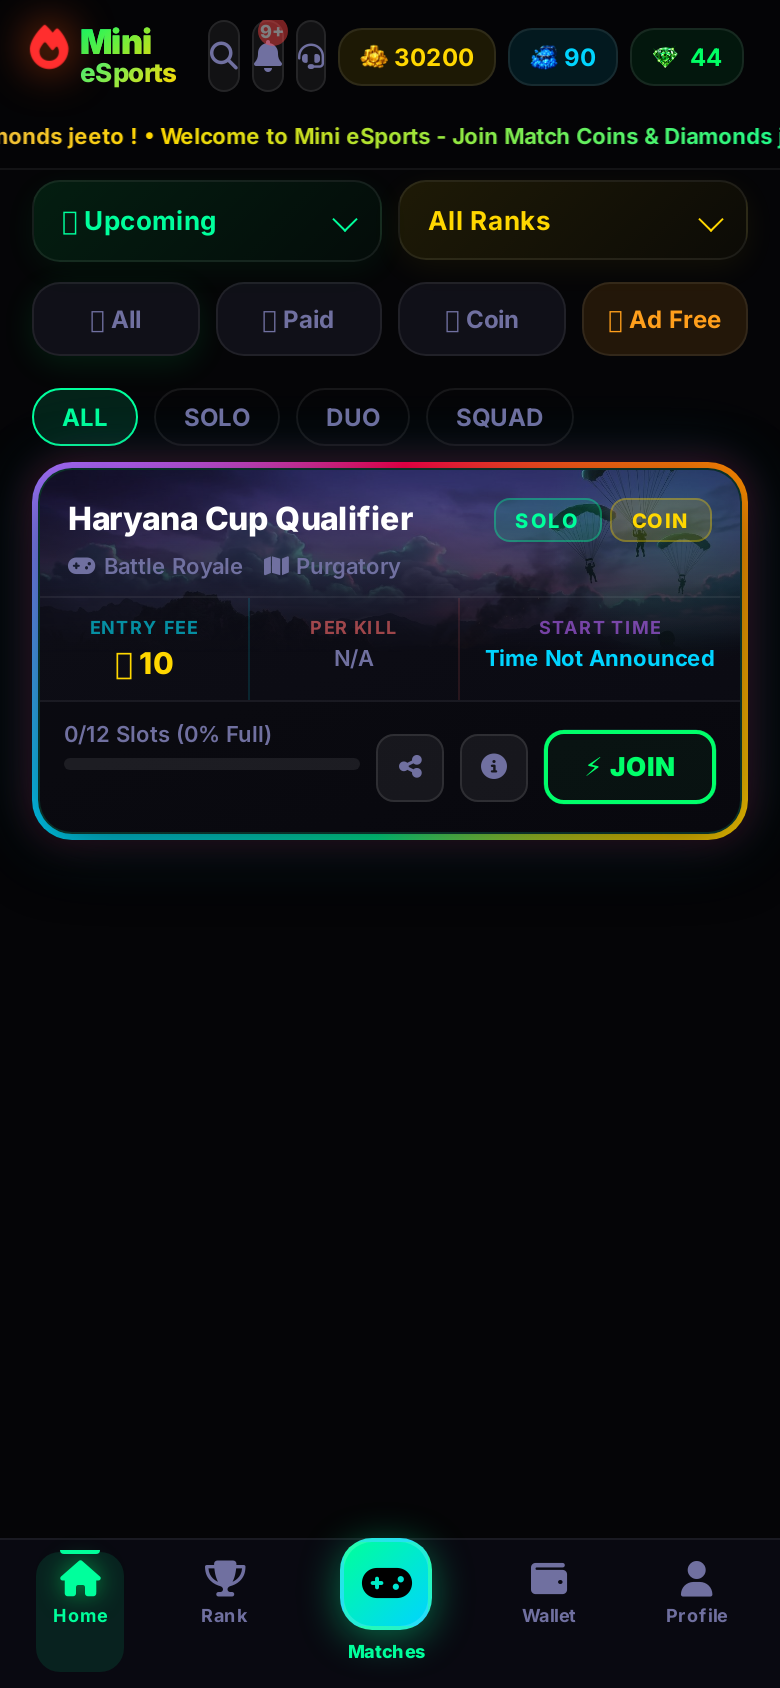 Mini
eSports
9+
30200
90
44
monds jeeto ! • Welcome to Mini eSports - Join Match Coins & Diamonds
Upcoming
All Ranks
All
Paid
Coin
Ad Free
ALL
SOLO
DUO
SQUAD
Haryana Cup Qualifier
SOLO
COIN
Battle Royale
Purgatory
ENTRY FEE
PER KILL
START TIME
10
N/A
Time Not Announced
0/12 Slots (0% Full)
⚡ JOIN
Home
Rank
Matches
Wallet
Profile